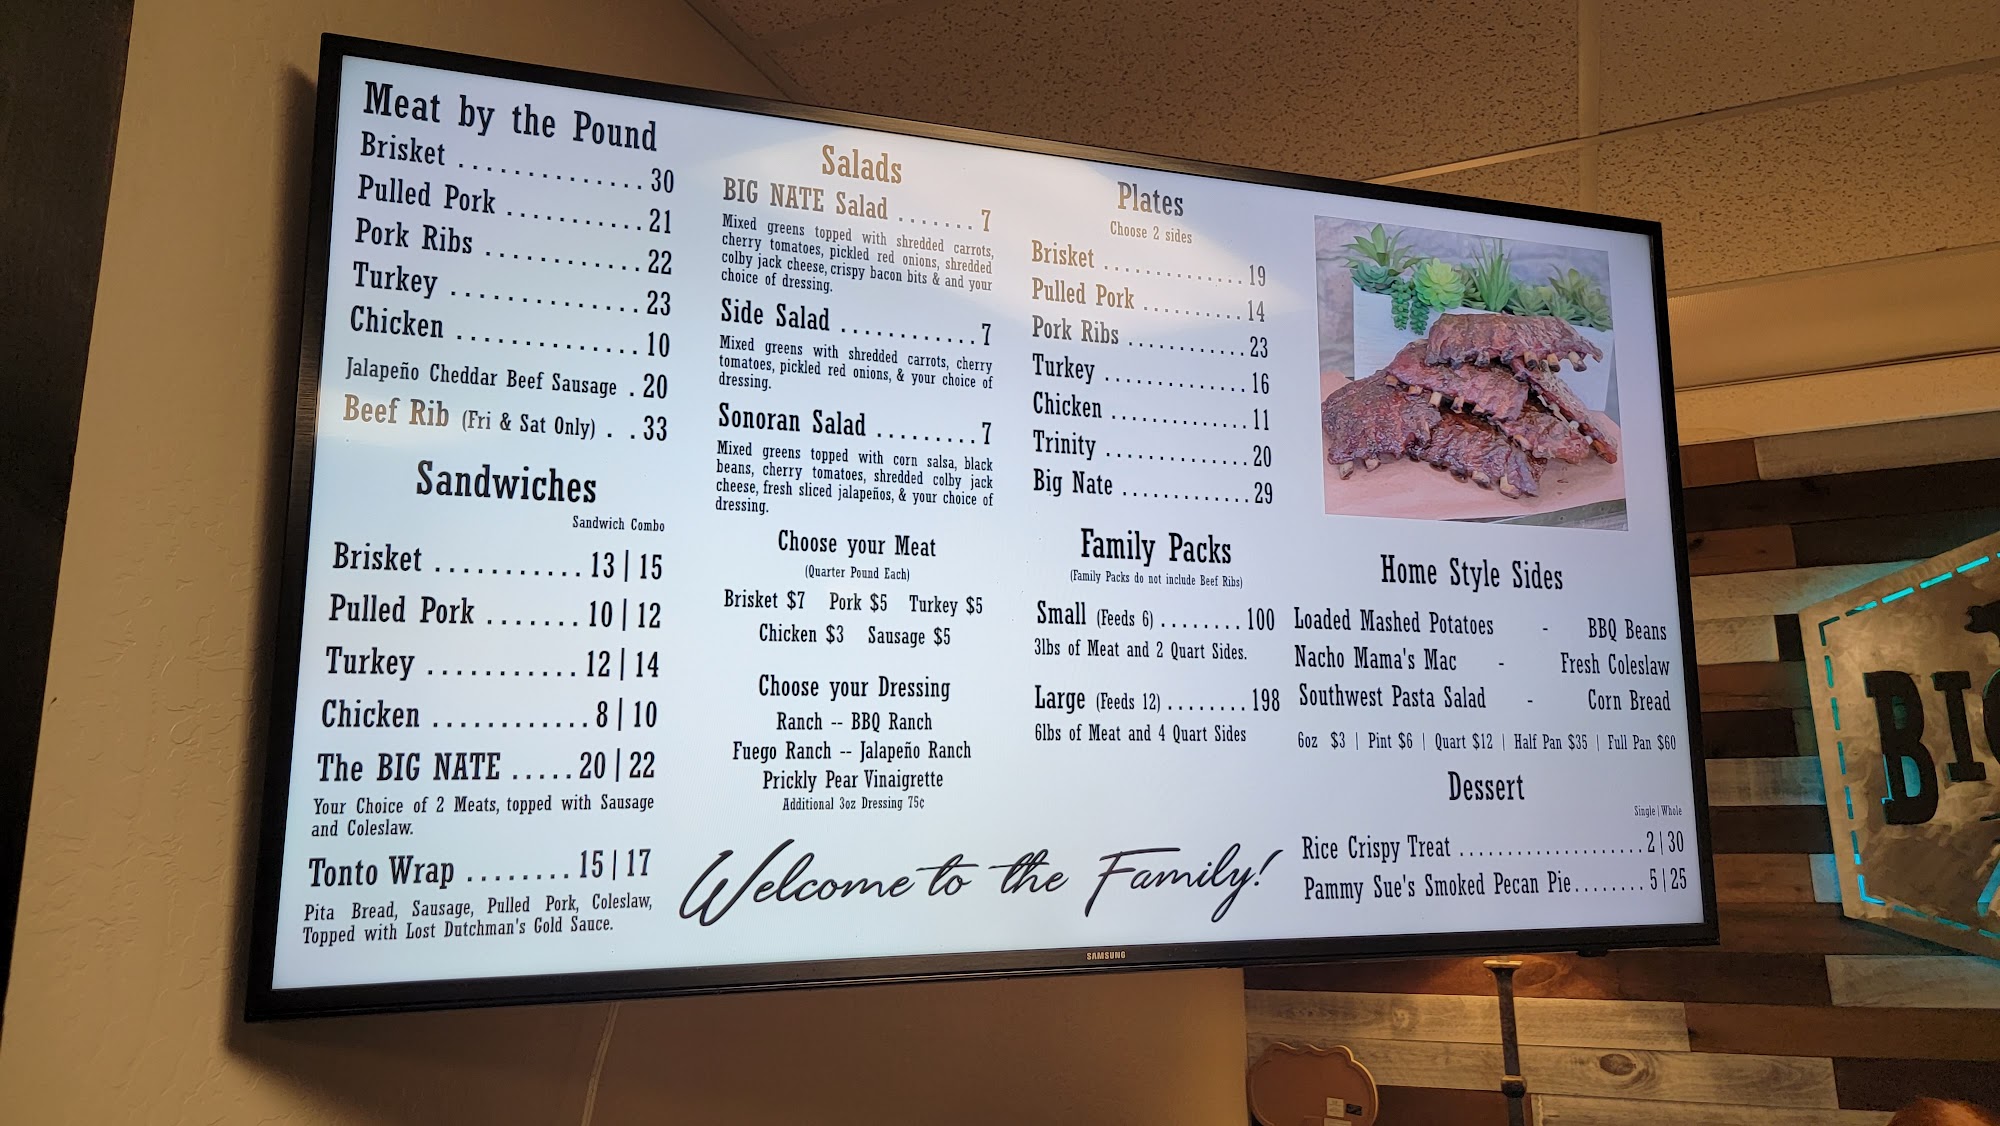 Meat by the Pound
Brisket .............. 30
Pulled Pork .......... 21
Pork Ribs ............ 22
Turkey .............. 23
Chicken .............. 10
Jalapeño Cheddar Beef Sausage . 20
Beef Rib (Fri & Sat Only) . . 33
Sandwiches
Sandwich Combo
Brisket ........... 13 | 15
Pulled Pork ....... 10 | 12
Turkey ........... 12 | 14
Chicken ............ 8 | 10
The BIG NATE ..... 20 | 22
Your Choice of 2 Meats, topped with Sausage
and Coleslaw.
Tonto Wrap ........ 15 | 17
Pita Bread, Sausage, Pulled Pork, Coleslaw,
Topped with Lost Dutchman's Gold Sauce.
Salads
BIG NATE Salad ....... 7
Mixed greens topped with shredded carrots,
cherry tomatoes, pickled red onions, shredded
colby jack cheese, crispy bacon bits & and your
choice of dressing.
Side Salad ............ 7
Mixed greens with shredded carrots, cherry
tomatoes, pickled red onions, & your choice of
dressing.
Sonoran Salad ......... 7
Mixed greens topped with corn salsa, black
beans, cherry tomatoes, shredded colby jack
cheese, fresh sliced jalapeños, & your choice of
dressing.
Choose your Meat
(Quarter Pound Each)
Brisket $7 Pork $5 Turkey $5
Chicken $3 Sausage $5
Choose your Dressing
Ranch -- BBQ Ranch
Fuego Ranch -- Jalapeño Ranch
Prickly Pear Vinaigrette
Additional 3oz Dressing 75¢
Welcome to the Family!
Plates
Choose 2 sides
Brisket .............. 19
Pulled Pork .......... 14
Pork Ribs ............ 23
Turkey .............. 16
Chicken ............. 11
Trinity .............. 20
Big Nate ............. 29
Family Packs
(Family Packs do not include Beef Ribs)
Small (Feeds 6) ........ 100
3lbs of Meat and 2 Quart Sides.
Large (Feeds 12) ........ 198
6lbs of Meat and 4 Quart Sides
Home Style Sides
Loaded Mashed Potatoes - BBQ Beans
Nacho Mama's Mac - Fresh Coleslaw
Southwest Pasta Salad - Corn Bread
6oz $3 | Pint $6 | Quart $12 | Half Pan $35 | Full Pan $60
Dessert
Single | Whole
Rice Crispy Treat .................... 2 | 30
Pammy Sue's Smoked Pecan Pie........ 5 | 25
SAMSUNG